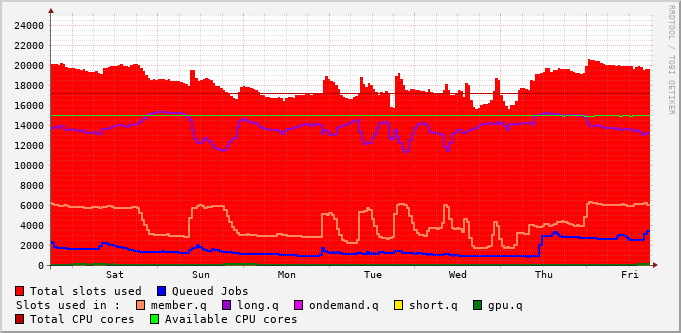 24000
22000
20000
18000
16000
14000
12000
10000
8000
6000
4000
2000
0
Sat Sun Mon Tue Wed Thu Fri
RRDTOOL / TOBI OETIKER
Total slots used Queued Jobs
Slots used in : member.q long.q ondemand.q short.q gpu.q
Total CPU cores Available CPU cores